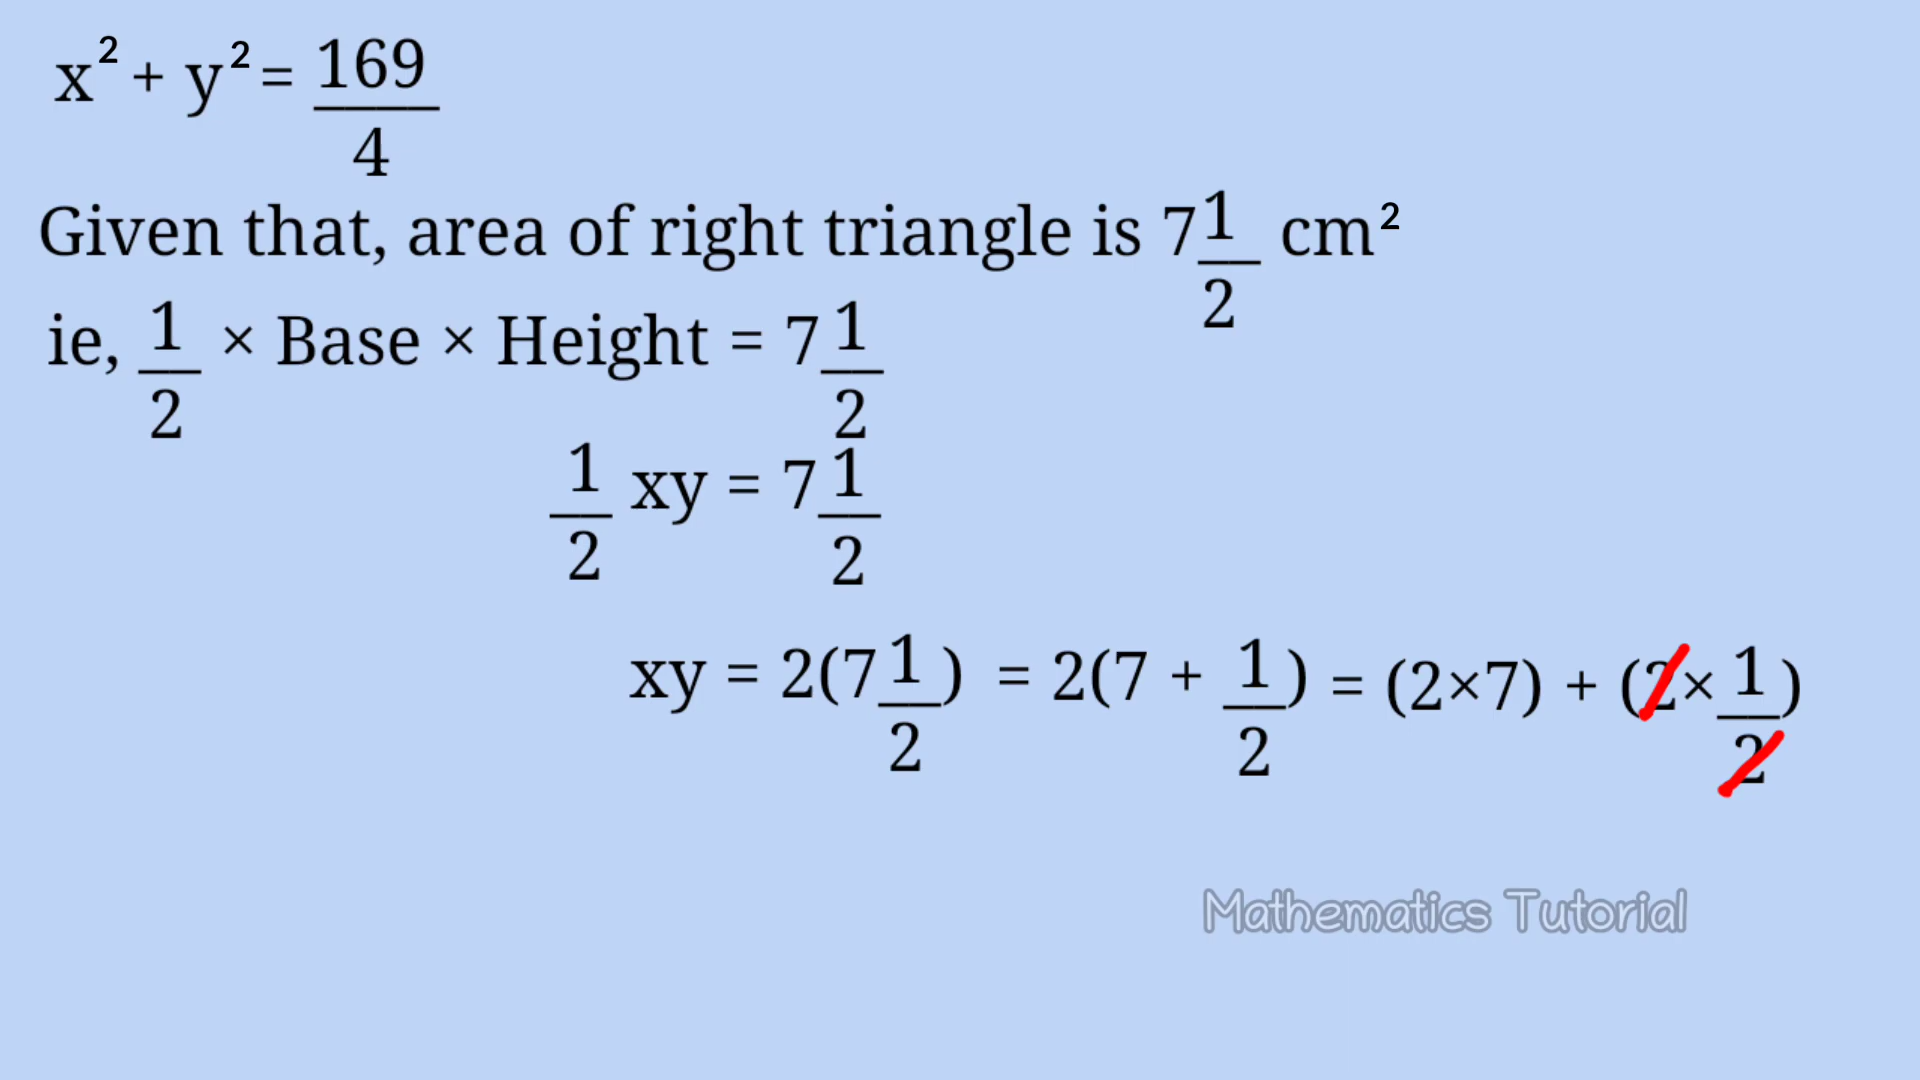 x² + y² = 169/4
Given that, area of right triangle is 7 1/2 cm²
ie, 1/2 × Base × Height = 7 1/2
1/2 xy = 7 1/2
xy = 2(7 1/2) = 2(7 + 1/2) = (2×7) + (2×1/2)
Mathematics Tutorial